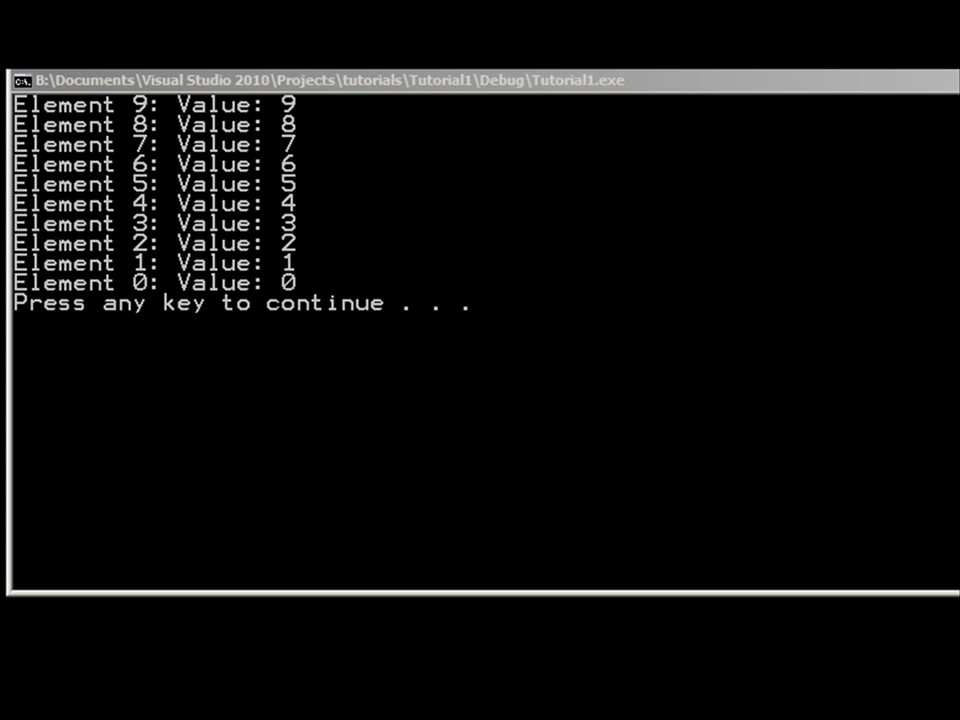 B:\Documents\Visual Studio 2010\Projects\tutorials\Tutorial1\Debug\Tutorial1.exe
Element 9: Value: 9
Element 8: Value: 8
Element 7: Value: 7
Element 6: Value: 6
Element 5: Value: 5
Element 4: Value: 4
Element 3: Value: 3
Element 2: Value: 2
Element 1: Value: 1
Element 0: Value: 0
Press any key to continue . . .